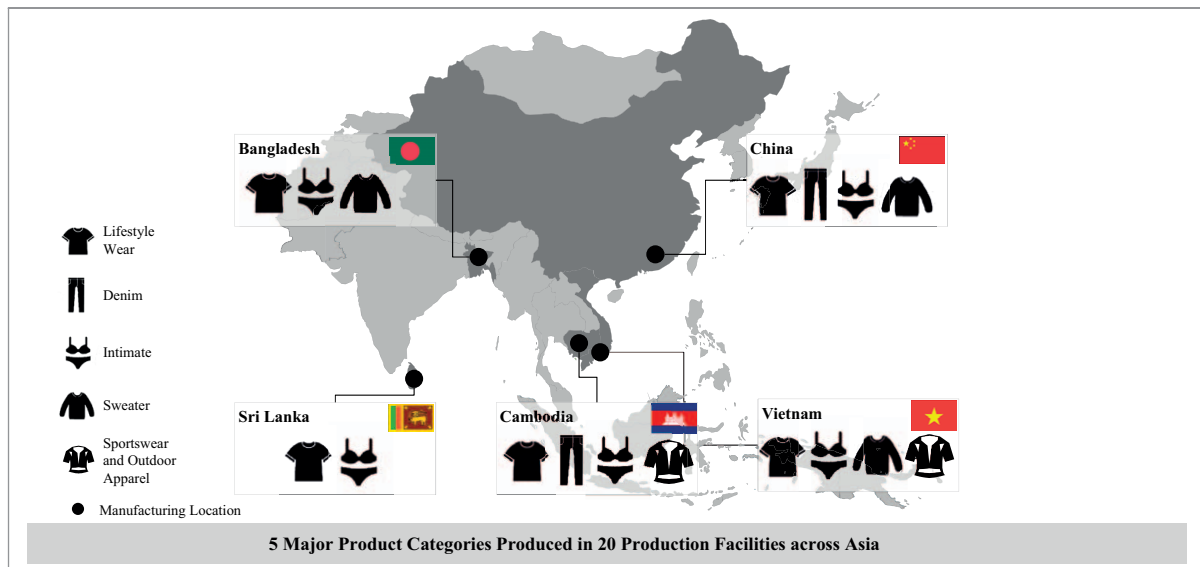 Bangladesh
China
Lifestyle
Wear
Denim
Intimate
Sweater
Sportswear
and Outdoor
Apparel
Manufacturing Location
Sri Lanka
Cambodia
Vietnam
5 Major Product Categories Produced in 20 Production Facilities across Asia